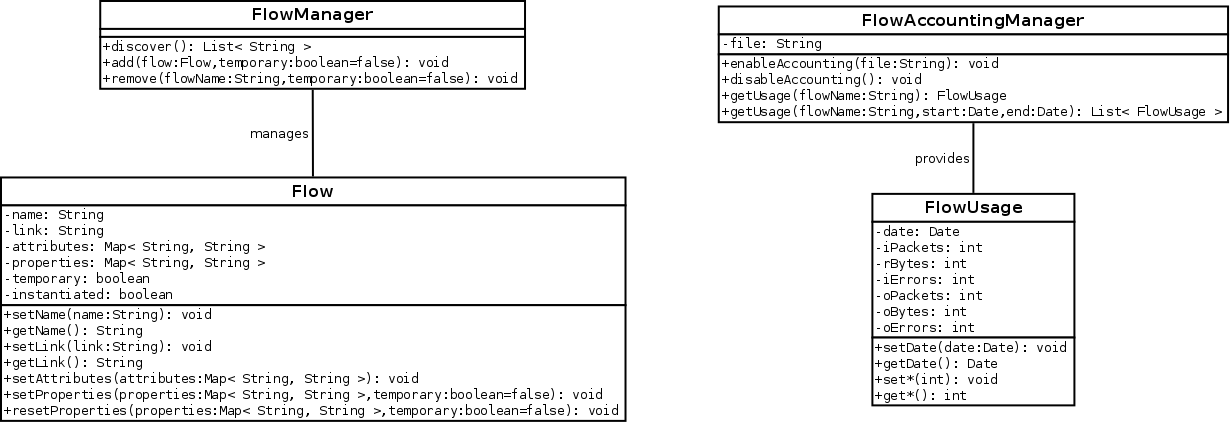 FlowManager
+discover(): List< String >
+add(flow:Flow,temporary:boolean=false): void
+remove(flowName:String,temporary:boolean=false): void
manages
Flow
-name: String
-link: String
-attributes: Map< String, String >
-properties: Map< String, String >
-temporary: boolean
-instantiated: boolean
+setName(name:String): void
+getName(): String
+setLink(link:String): void
+getLink(): String
+setAttributes(attributes:Map< String, String >): void
+setProperties(properties:Map< String, String >,temporary:boolean=false): void
+resetProperties(properties:Map< String, String >,temporary:boolean=false): void
FlowAccountingManager
-file: String
+enableAccounting(file:String): void
+disableAccounting(): void
+getUsage(flowName:String): FlowUsage
+getUsage(flowName:String,start:Date,end:Date): List< FlowUsage >
provides
FlowUsage
-date: Date
-iPackets: int
-rBytes: int
-iErrors: int
-oPackets: int
-oBytes: int
-oErrors: int
+setDate(date:Date): void
+getDate(): Date
+set*(int): void
+get*(): int